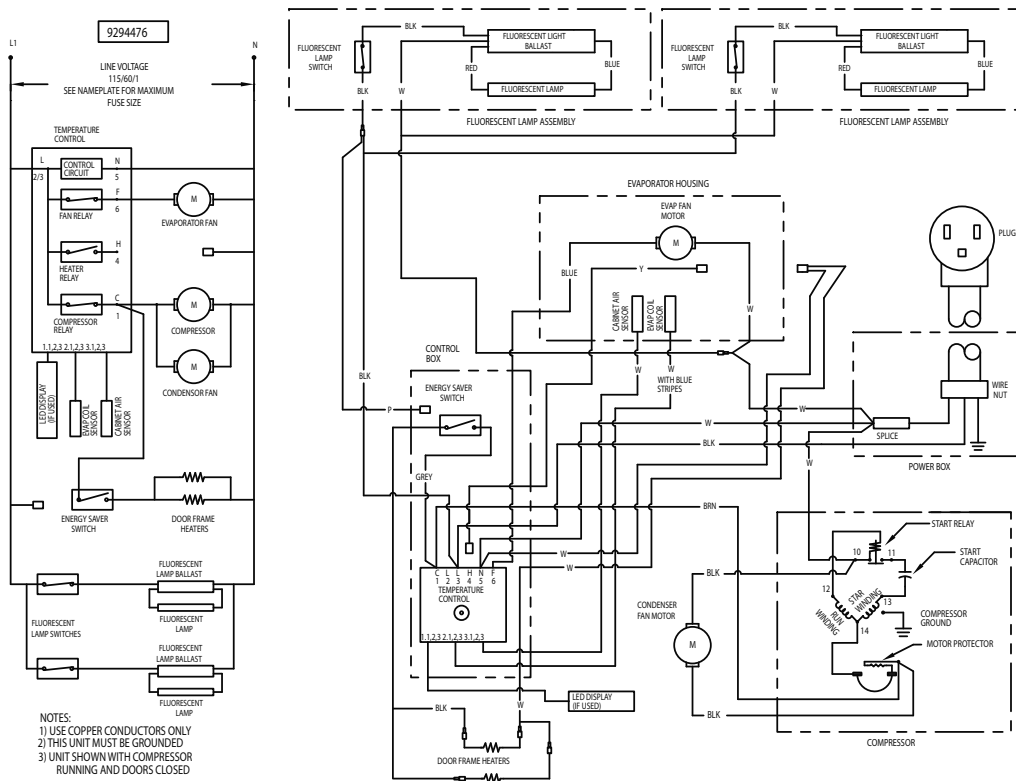 9294476
L1
N
LINE VOLTAGE
115/60/1
SEE NAMEPLATE FOR MAXIMUM
FUSE SIZE
TEMPERATURE
CONTROL
L
2/3
CONTROL
CIRCUIT
N
5
F
6
FAN RELAY
M
EVAPORATOR FAN
H
4
HEATER
RELAY
C
1
COMPRESSOR
RELAY
M
COMPRESSOR
M
CONDENSOR FAN
1.1,2,3 2.1,2,3 3.1,2,3
LED DISPLAY
(IF USED)
EVAP COIL
SENSOR
CABINET AIR
SENSOR
ENERGY SAVER
SWITCH
DOOR FRAME
HEATERS
FLUORESCENT
LAMP SWITCHES
FLUORESCENT
LAMP BALLAST
FLUORESCENT
LAMP
FLUORESCENT
LAMP BALLAST
FLUORESCENT
LAMP
NOTES:
1) USE COPPER CONDUCTORS ONLY
2) THIS UNIT MUST BE GROUNDED
3) UNIT SHOWN WITH COMPRESSOR
RUNNING AND DOORS CLOSED
FLUORESCENT
LAMP
SWITCH
BLK
BLK
W
RED
BLUE
FLUORESCENT LIGHT
BALLAST
FLUORESCENT LAMP
FLUORESCENT LAMP ASSEMBLY
FLUORESCENT
LAMP
SWITCH
BLK
BLK
W
RED
BLUE
FLUORESCENT LIGHT
BALLAST
FLUORESCENT LAMP
FLUORESCENT LAMP ASSEMBLY
EVAPORATOR HOUSING
EVAP FAN
MOTOR
M
BLUE
Y
W
CABINET AIR
SENSOR
EVAP COIL
SENSOR
W
W
WITH BLUE
STRIPES
PLUG
WIRE
NUT
SPLICE
POWER BOX
W
W
BLK
W
CONTROL
BOX
BLK
P
ENERGY SAVER
SWITCH
GREY
C L L H N F
1 2 3 4 5 6
TEMPERATURE
CONTROL
1.1,2,3 2.1,2,3 3.1,2,3
W
W
BRN
LED DISPLAY
(IF USED)
BLK
W
DOOR FRAME HEATERS
CONDENSER
FAN MOTOR
M
BLK
BLK
START RELAY
10
11
START
CAPACITOR
12
13
14
STAR WINDING
RUN
WINDING
COMPRESSOR
GROUND
MOTOR PROTECTOR
COMPRESSOR